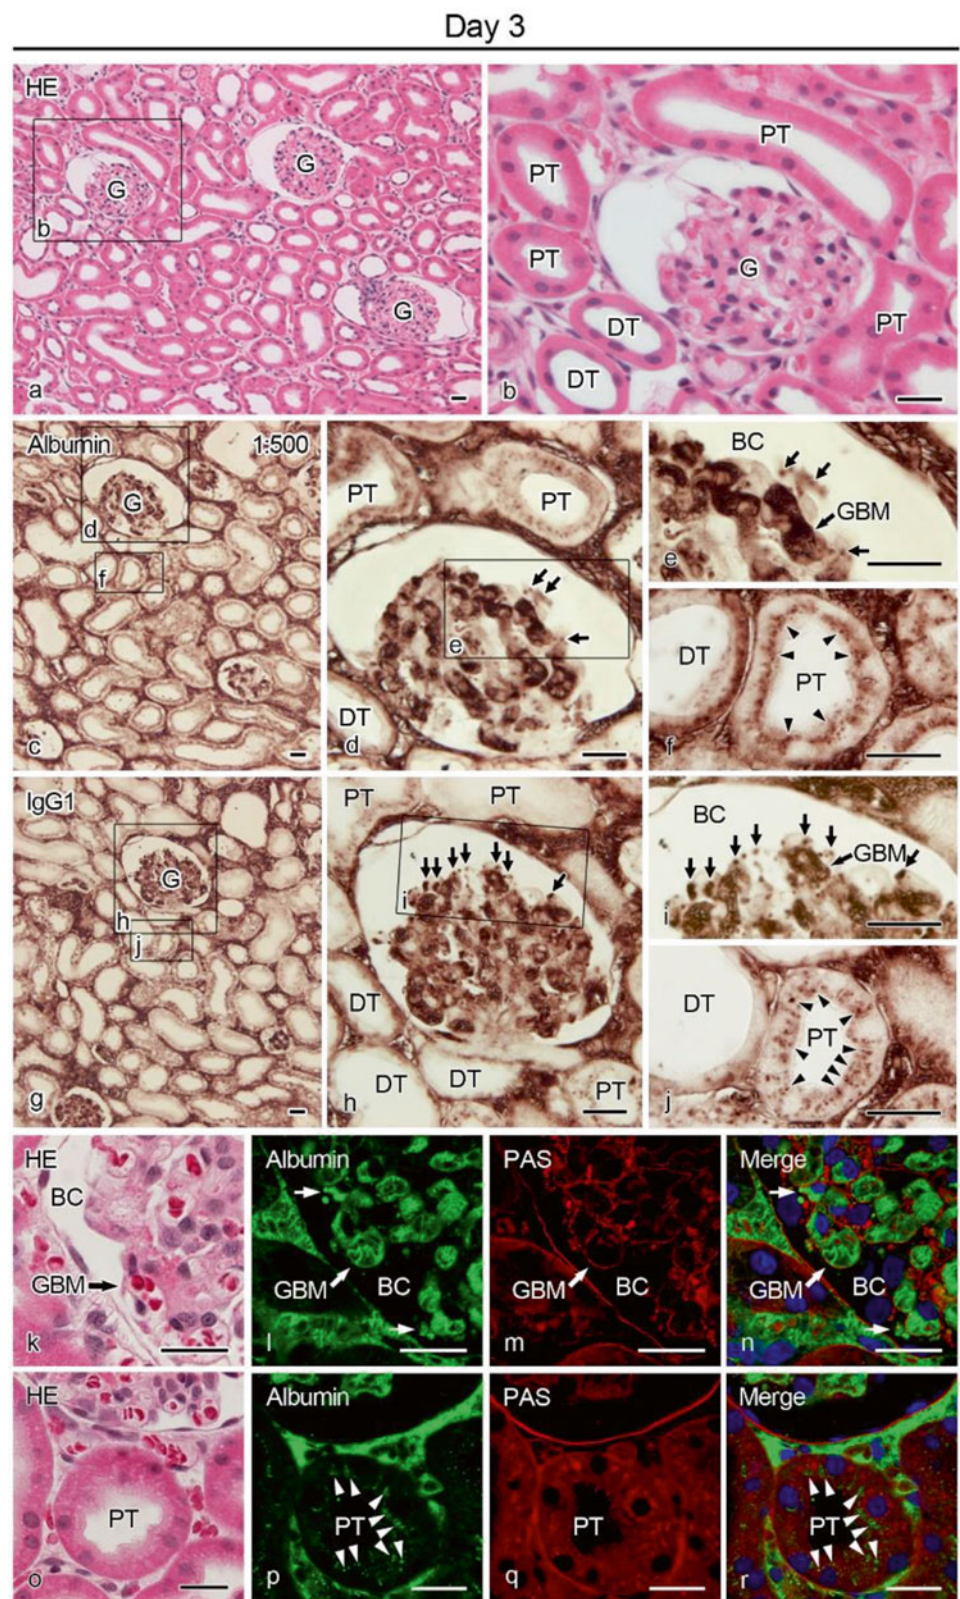 Day 3
HE
G
G
G
b
a
PT
PT
PT
G
PT
DT
DT
b
Albumin 1:500
G
d
f
c
PT
PT
e
DT
d
BC
GBM
e
DT
PT
f
IgG1
G
h
j
g
PT
PT
i
DT
DT
DT
PT
h
BC
GBM
i
DT
PT
j
HE
BC
GBM
k
Albumin
GBM
BC
l
PAS
GBM
BC
m
Merge
GBM
BC
n
HE
PT
o
Albumin
PT
p
PAS
PT
q
Merge
PT
r